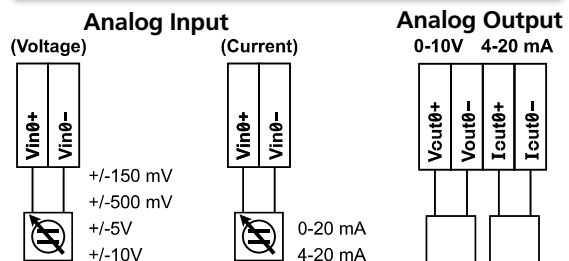 Analog Input
(Voltage)
Vin0+
Vin0-
+/-150 mV
+/-500 mV
+/-5V
+/-10V
(Current)
Vin0+
Vin0-
0-20 mA
4-20 mA
Analog Output
0-10V 4-20 mA
Vout0+
Vout0-
Iout0+
Iout0-